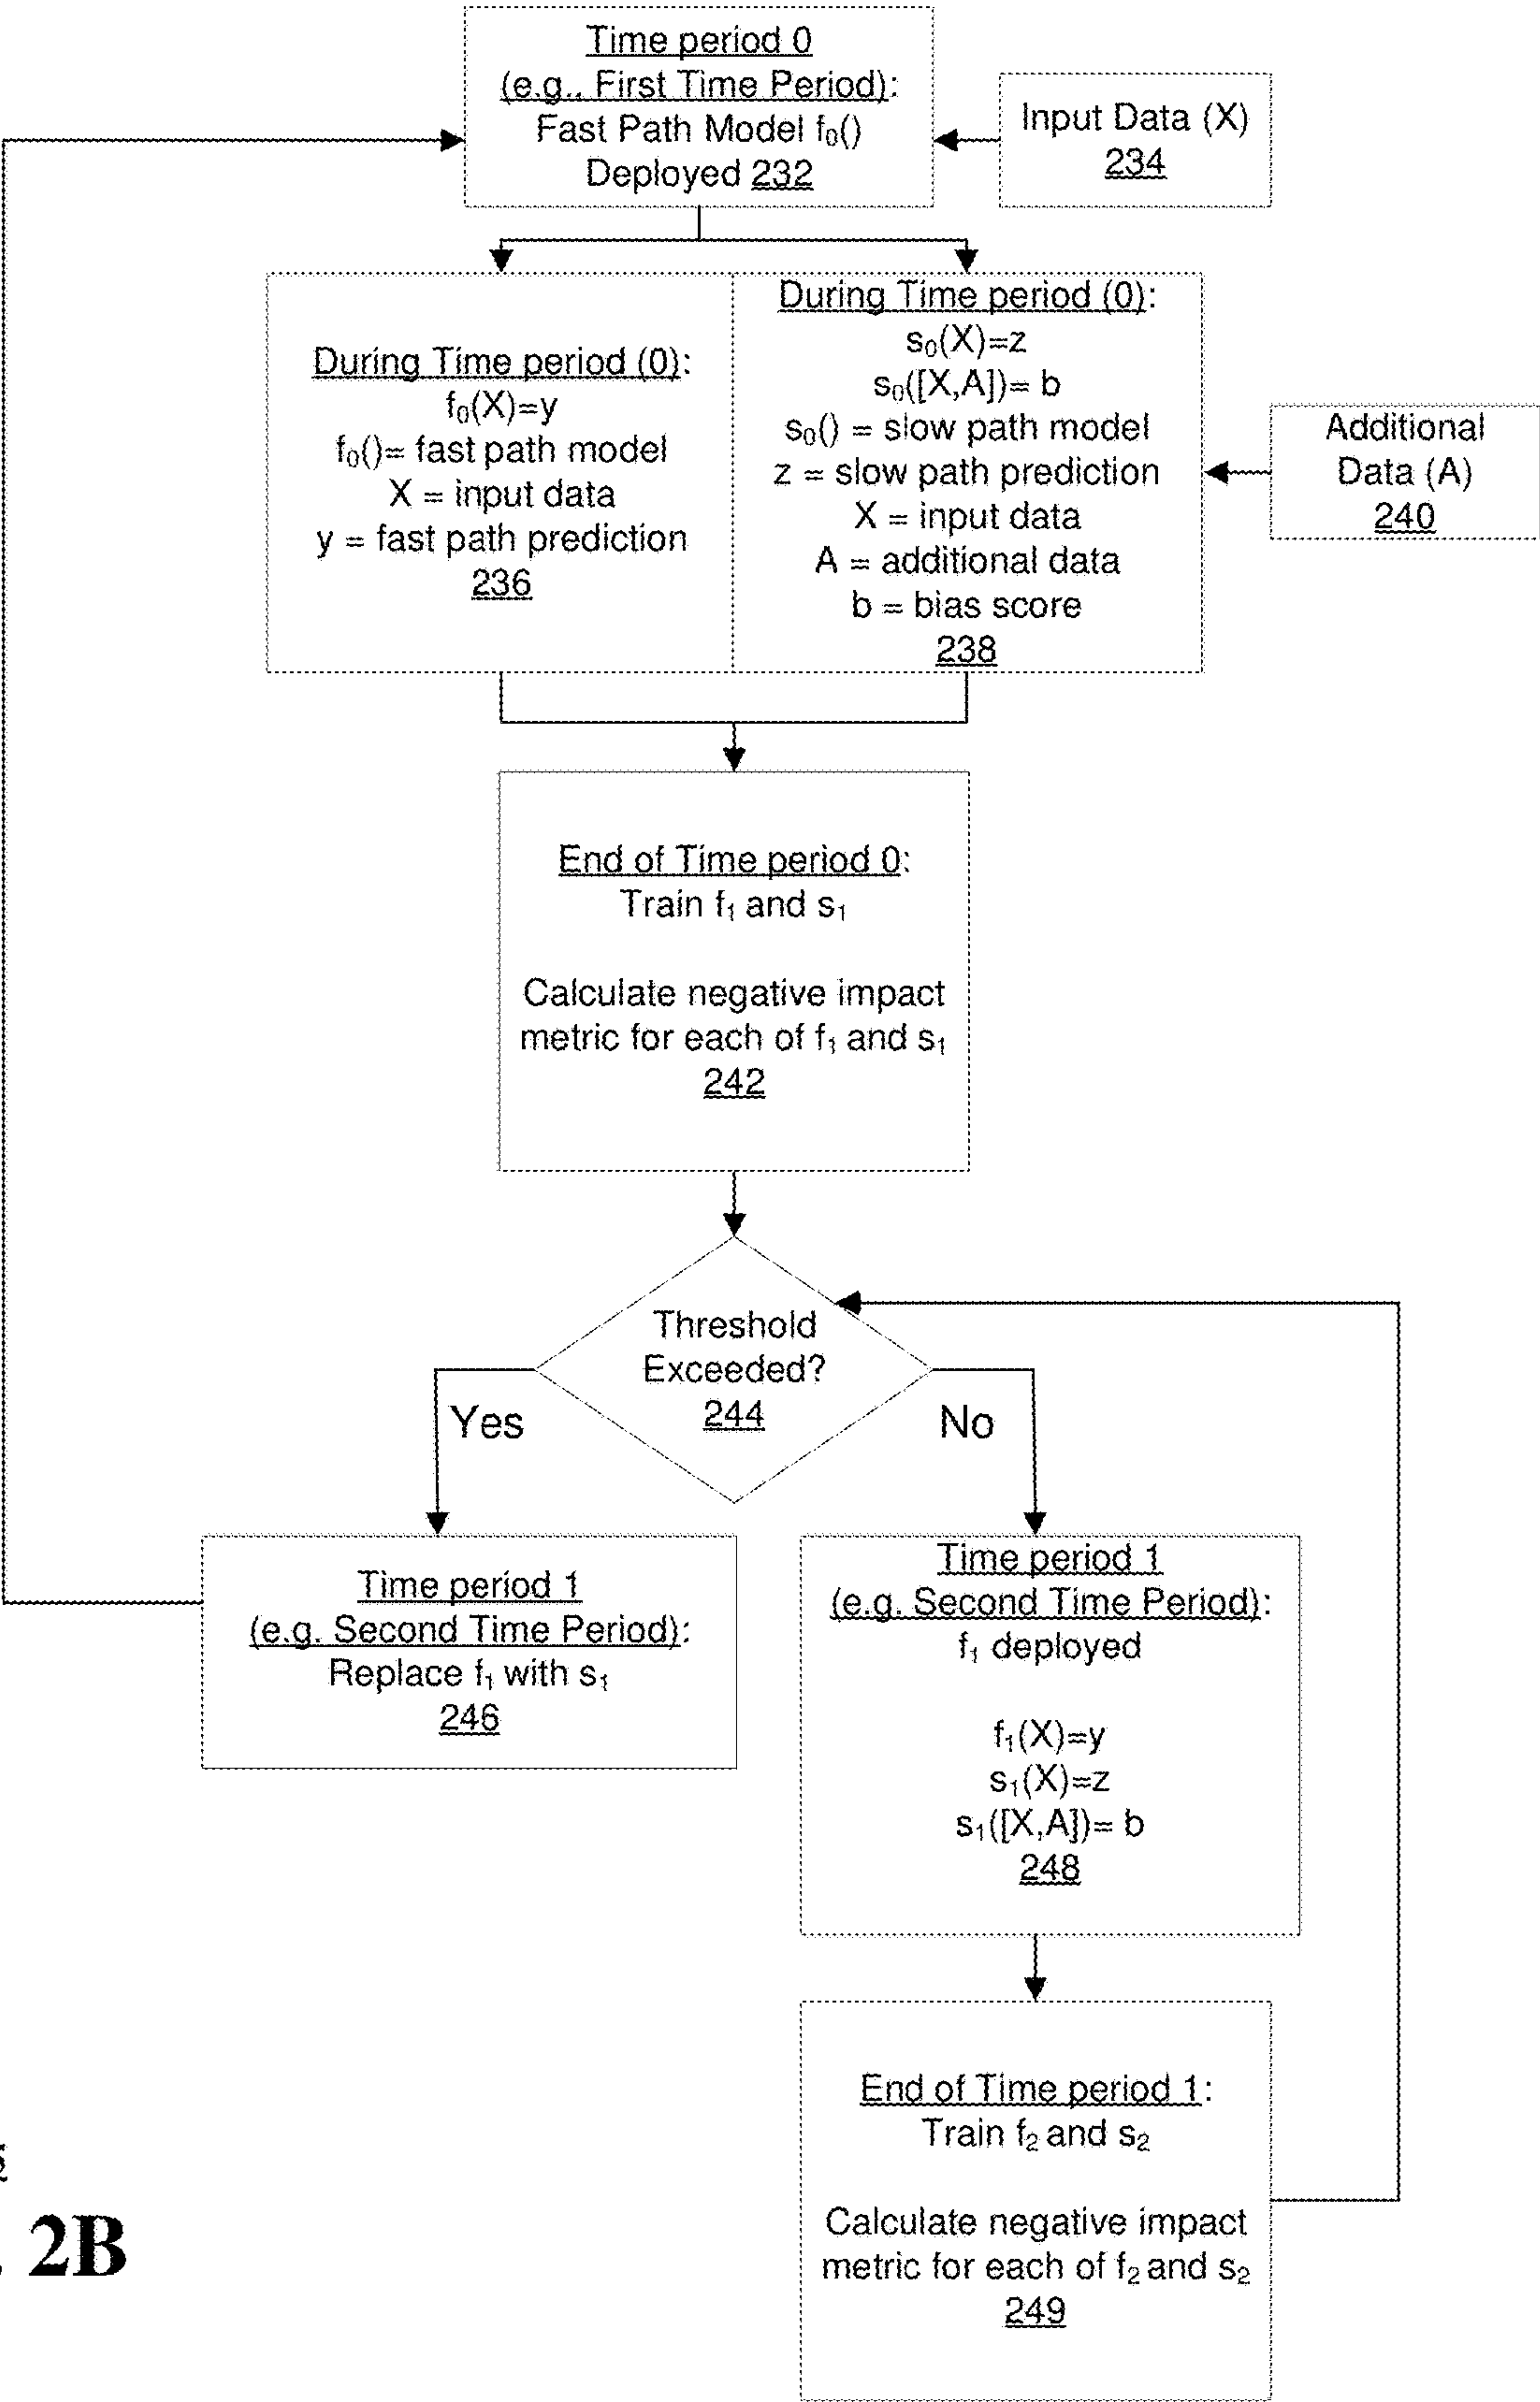 Time period 0
(e.g., First Time Period):
Fast Path Model f₀()
Deployed 232
Input Data (X)
234
During Time period (0):
f₀(X)=y
f₀()= fast path model
X = input data
y = fast path prediction
236
During Time period (0):
s₀(X)=z
s₀([X,A])= b
s₀() = slow path model
z = slow path prediction
X = input data
A = additional data
b = bias score
238
Additional
Data (A)
240
End of Time period 0:
Train f₁ and s₁
Calculate negative impact
metric for each of f₁ and s₁
242
Threshold
Exceeded?
244
Yes
No
Time period 1
(e.g. Second Time Period):
Replace f₁ with s₁
246
Time period 1
(e.g. Second Time Period):
f₁ deployed
f₁(X)=y
s₁(X)=z
s₁([X,A])= b
248
End of Time period 1:
Train f₂ and s₂
Calculate negative impact
metric for each of f₂ and s₂
249
. 2B